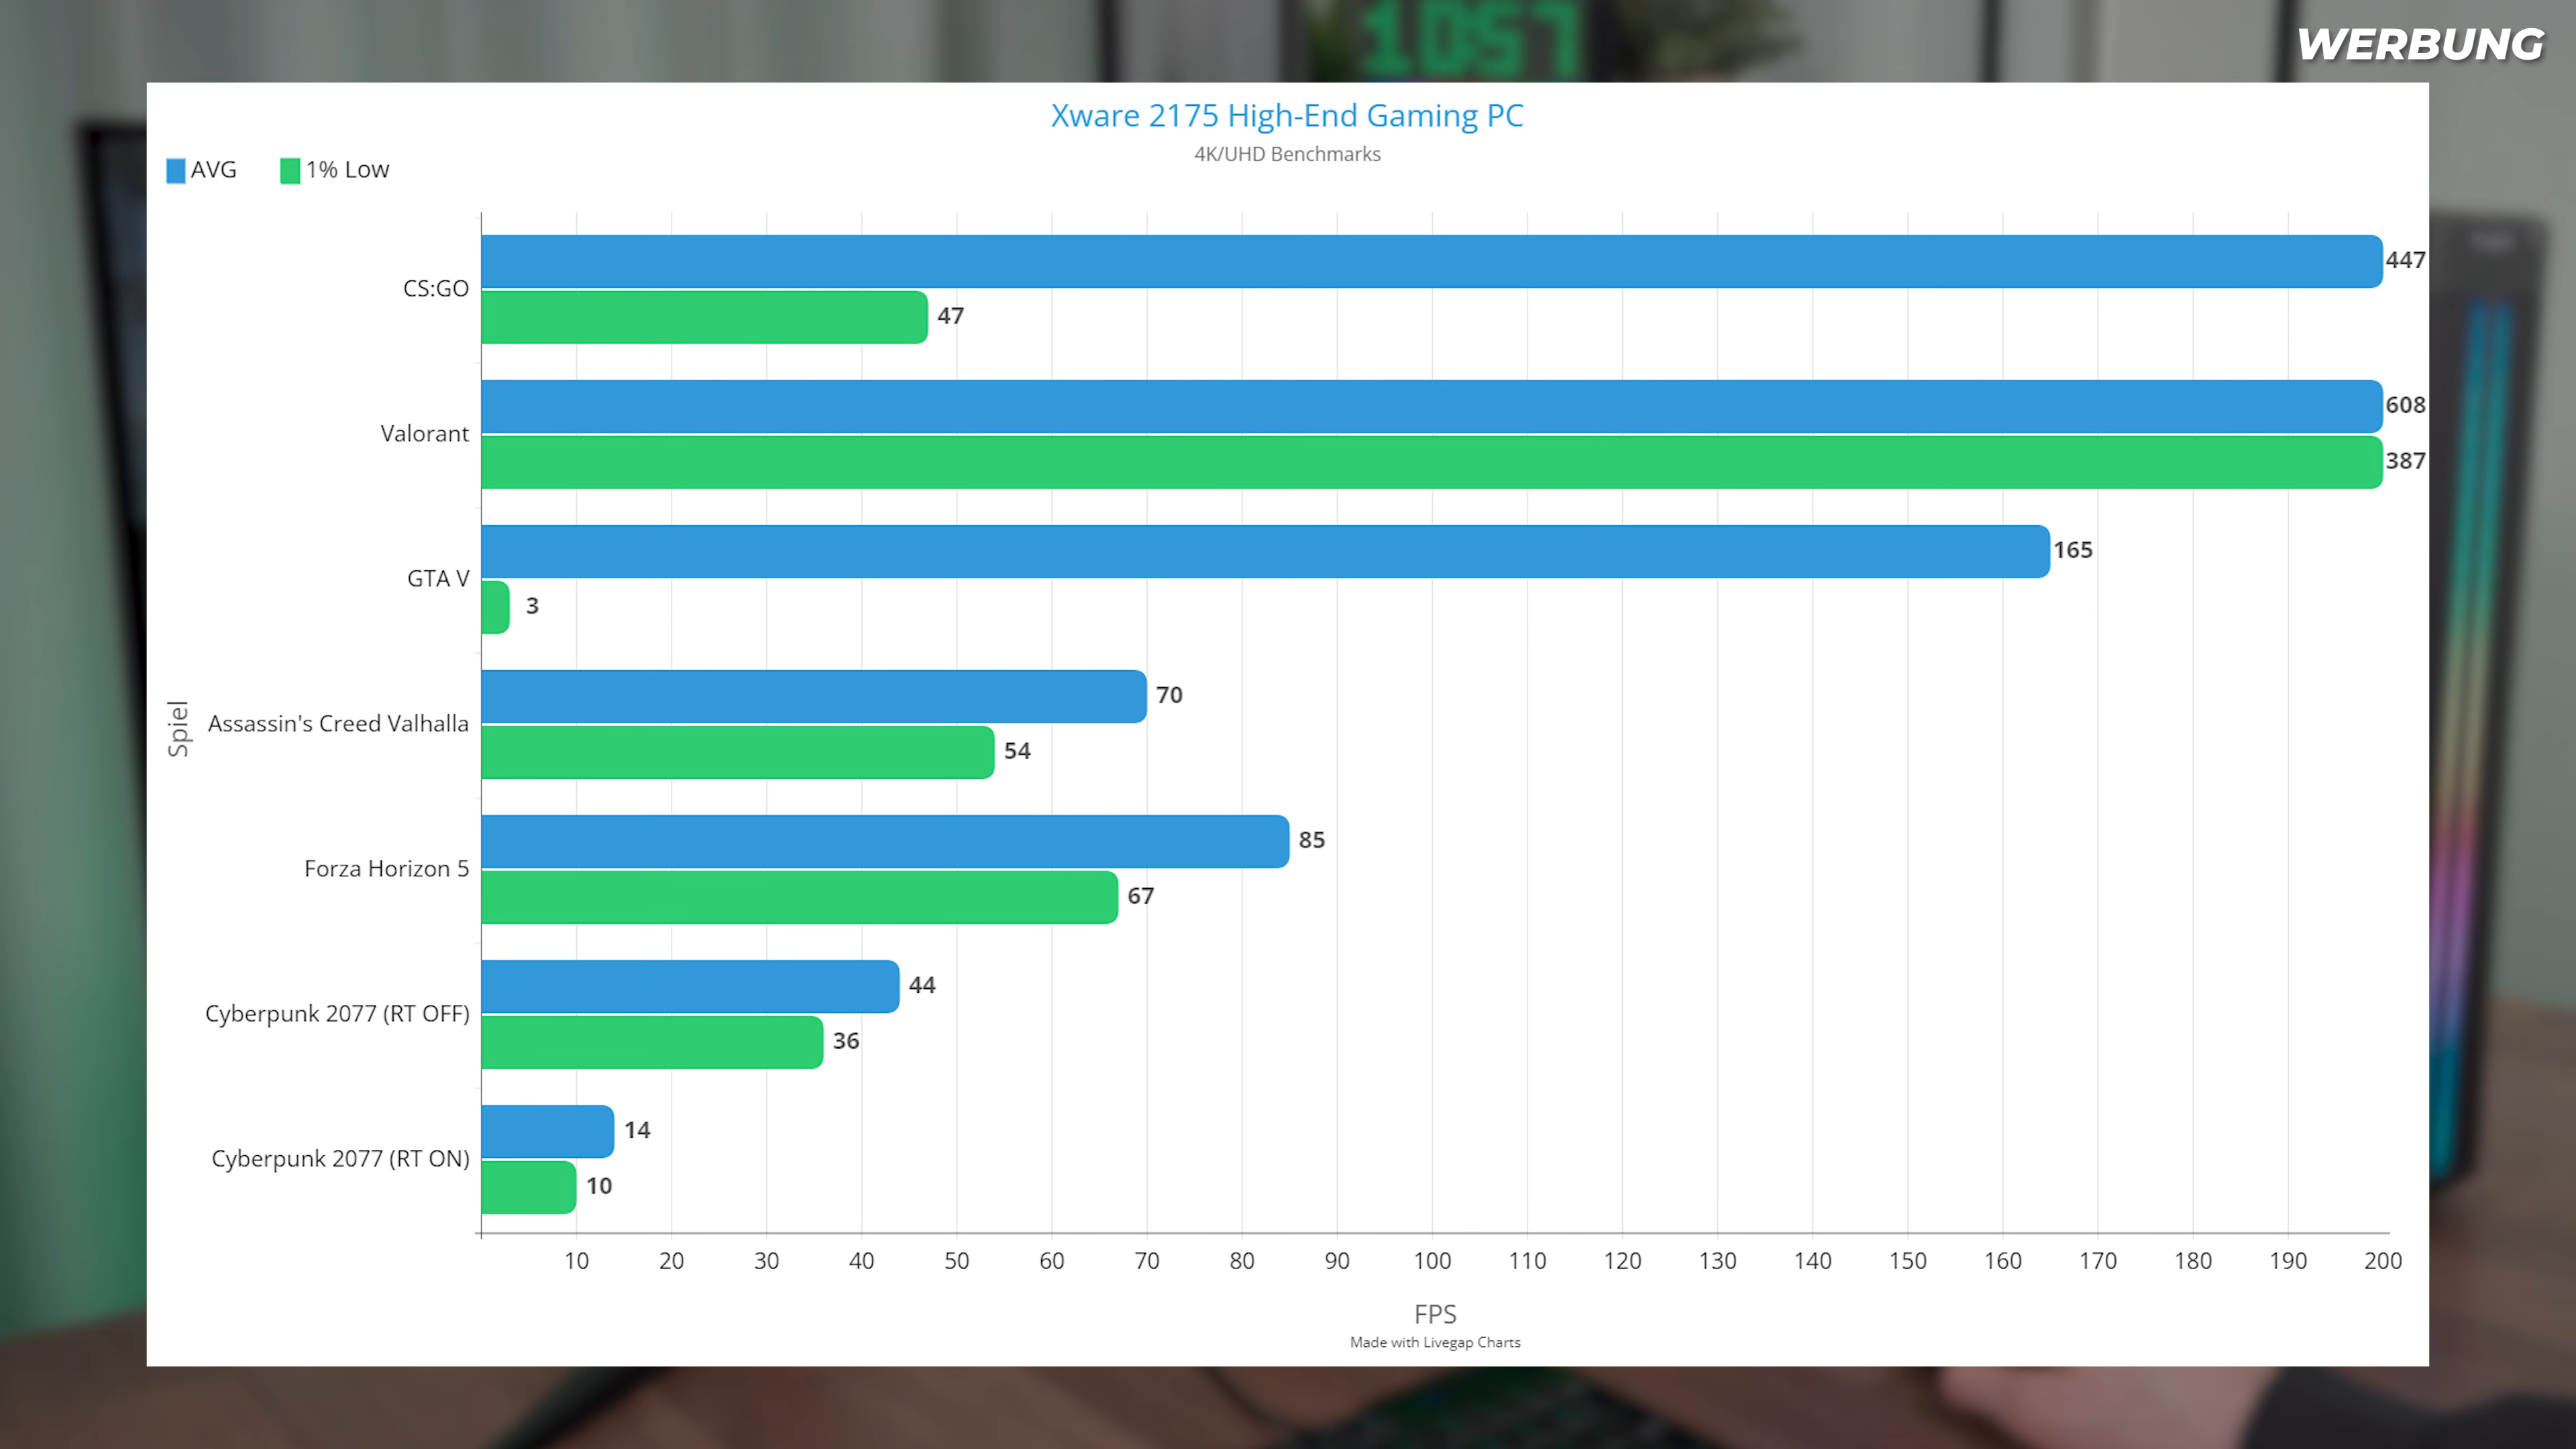 1057
WERBUNG
Xware 2175 High-End Gaming PC
4K/UHD Benchmarks
AVG 1% Low
447
CS:GO
47
608
Valorant
387
165
GTA V
3
70
Assassin's Creed Valhalla
54
85
Forza Horizon 5
67
44
Cyberpunk 2077 (RT OFF)
36
14
Cyberpunk 2077 (RT ON)
10
Spiel
10 20 30 40 50 60 70 80 90 100 110 120 130 140 150 160 170 180 190 200
FPS
Made with Livegap Charts